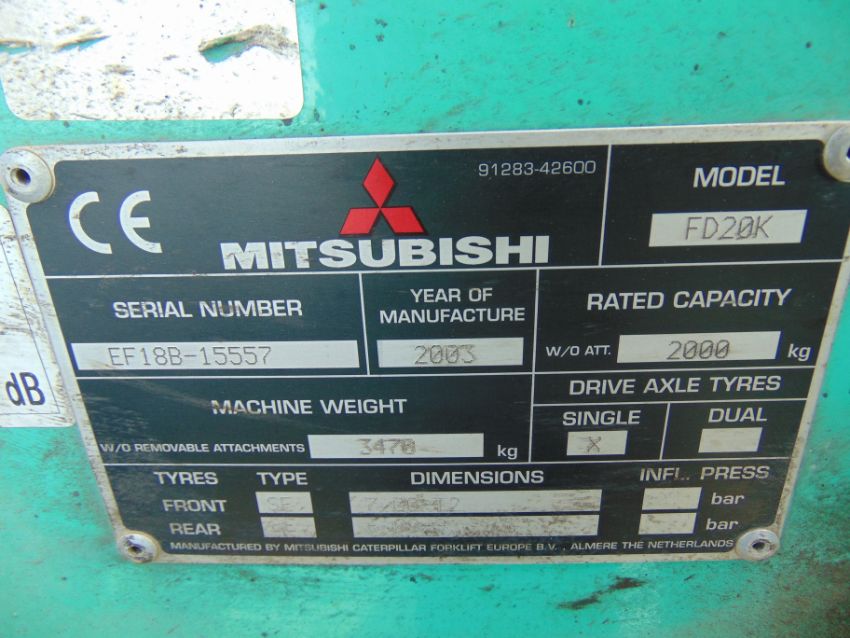 91283-42600
CE
MITSUBISHI
MODEL
FD20K
SERIAL NUMBER
EF18B-15557
YEAR OF
MANUFACTURE
2003
RATED CAPACITY
W/O ATT. 2000 kg
MACHINE WEIGHT
W/O REMOVABLE ATTACHMENTS 3470 kg
DRIVE AXLE TYRES
SINGLE DUAL
X
TYRES TYPE DIMENSIONS INFL. PRESS
FRONT SE bar
REAR bar
MANUFACTURED BY MITSUBISHI CATERPILLAR FORKLIFT EUROPE B.V., ALMERE THE NETHERLANDS
dB